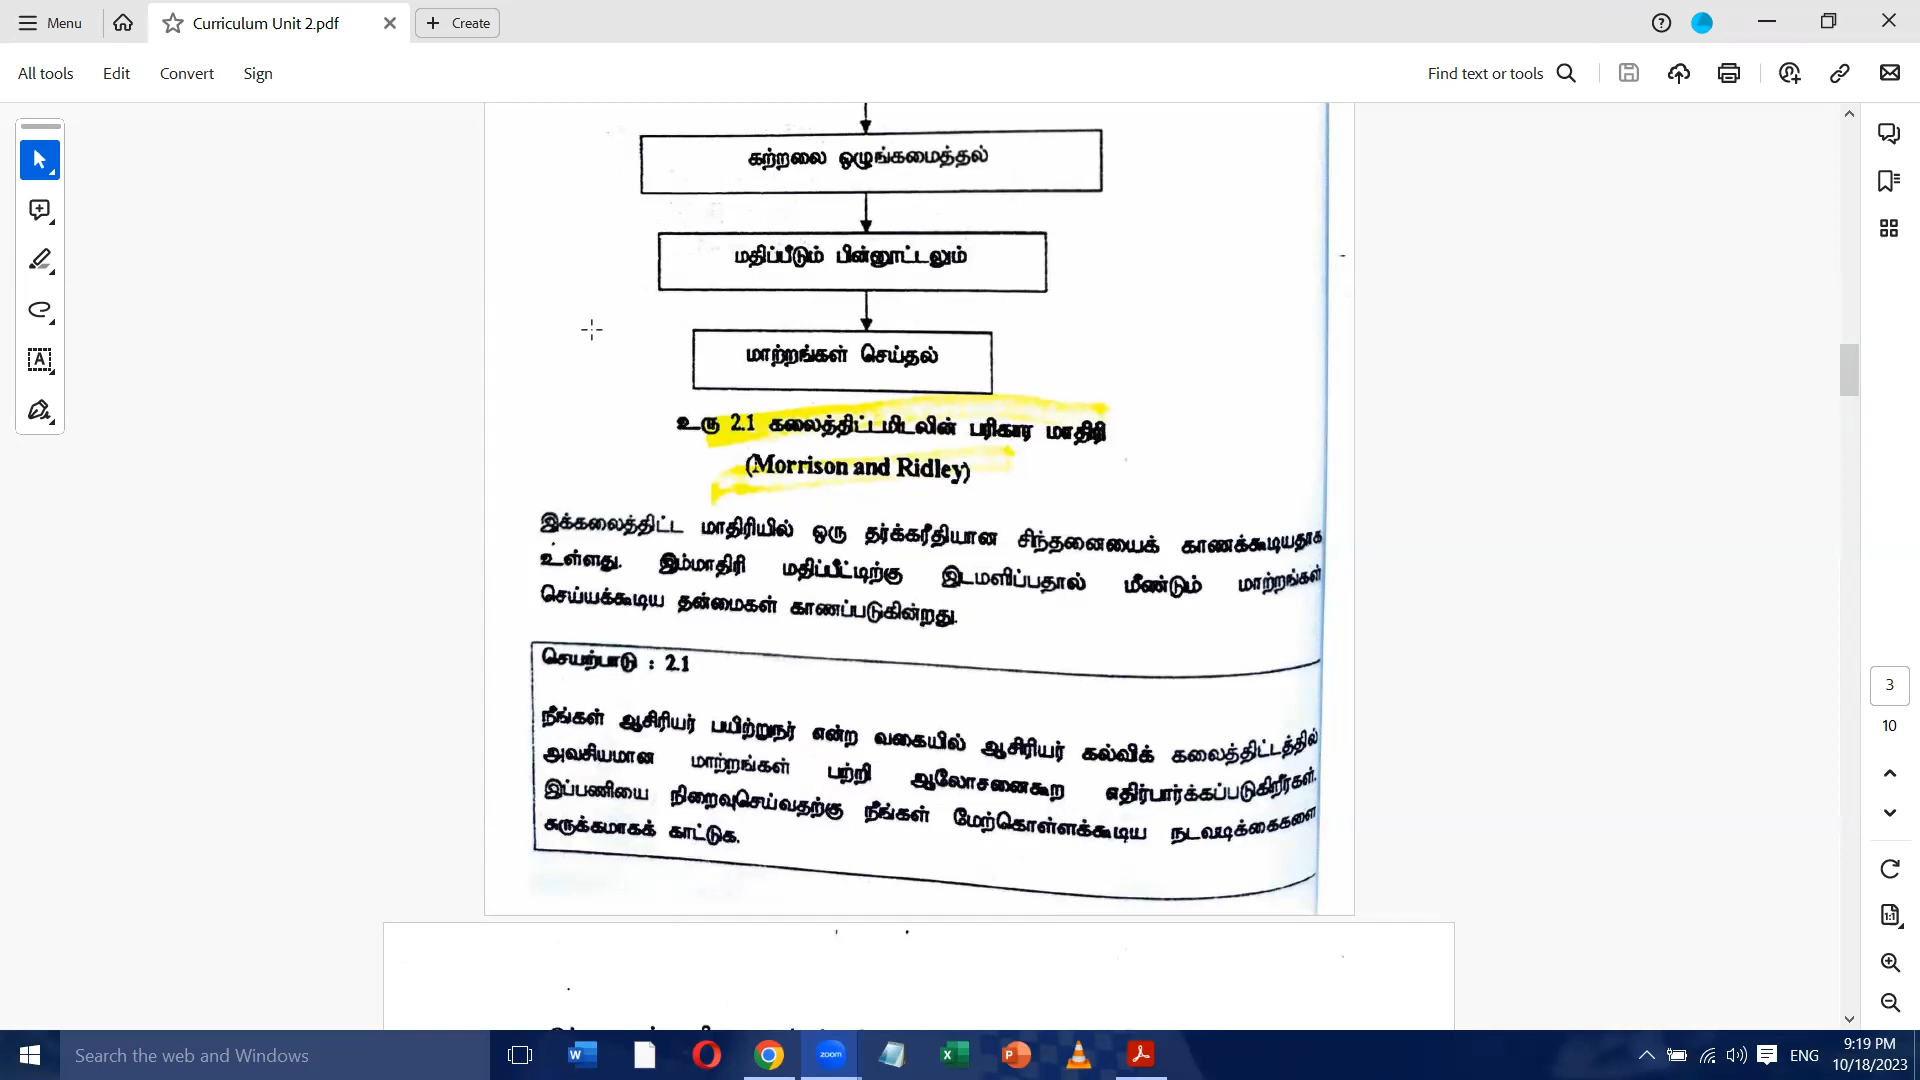 Menu
Curriculum Unit 2.pdf
Create
All tools
Edit
Convert
Sign
Find text or tools
கற்றலை ஒழுங்கமைத்தல்
மதிப்பீடும் பின்னூட்டலும்
மாற்றங்கள் செய்தல்
உரு 2.1 கலைத்திட்டமிடலின் பரிகார மாதிரி
(Morrison and Ridley)
இக்கலைத்திட்ட மாதிரியில் ஒரு தர்க்கரீதியான சிந்தனையைக் காணக்கூடியதாக
உள்ளது. இம்மாதிரி மதிப்பீட்டிற்கு இடமளிப்பதால் மீண்டும் மாற்றங்கள்
செய்யக்கூடிய தன்மைகள் காணப்படுகின்றது.
செயற்பாடு : 2.1
நீங்கள் ஆசிரியர் பயிற்றுநர் என்ற வகையில் ஆசிரியர் கல்விக் கலைத்திட்டத்தில்
அவசியமான மாற்றங்கள் பற்றி ஆலோசனைகூற எதிர்பார்க்கப்படுகிறீர்கள்.
இப்பணியை நிறைவுசெய்வதற்கு நீங்கள் மேற்கொள்ளக்கூடிய நடவடிக்கைகளை
சுருக்கமாகக் காட்டுக.
3
10
1:1
Search the web and Windows
zoom
ENG
9:19 PM
10/18/2023